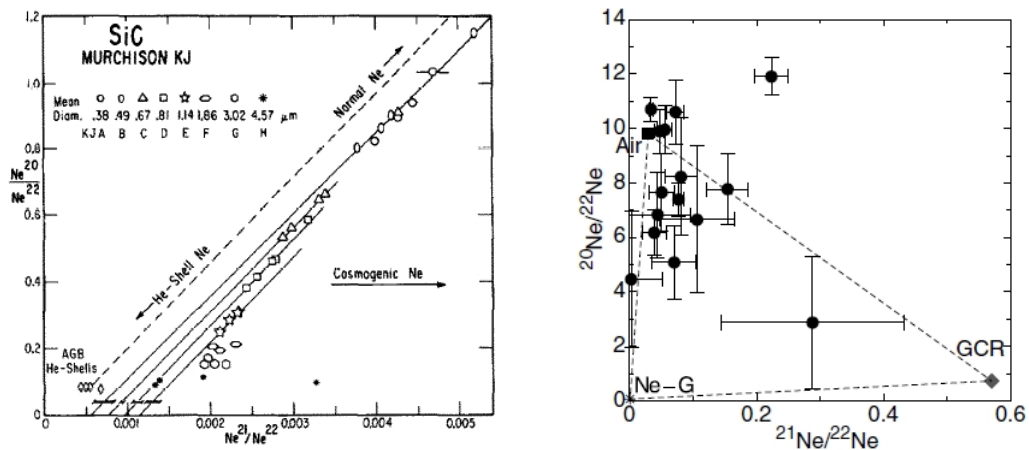 SiC
MURCHISON KJ
Mean
Diam. .38 .49 .67 .81 1.14 1.86 3.02 4.57 μm
KJA B C D E F G H
Normal Ne
He-Shell Ne
Cosmogenic Ne
AGB
He-Shells
Ne²⁰
Ne²²
1.2
1.0
0.8
0.6
0.4
0.2
0
0 0.001 0.002 0.003 0.004 0.005
Ne²¹/Ne²²
14
12
10
8
6
4
2
0
Air
GCR
Ne–G
²⁰Ne/²²Ne
0 0.2 0.4 0.6
²¹Ne/²²Ne